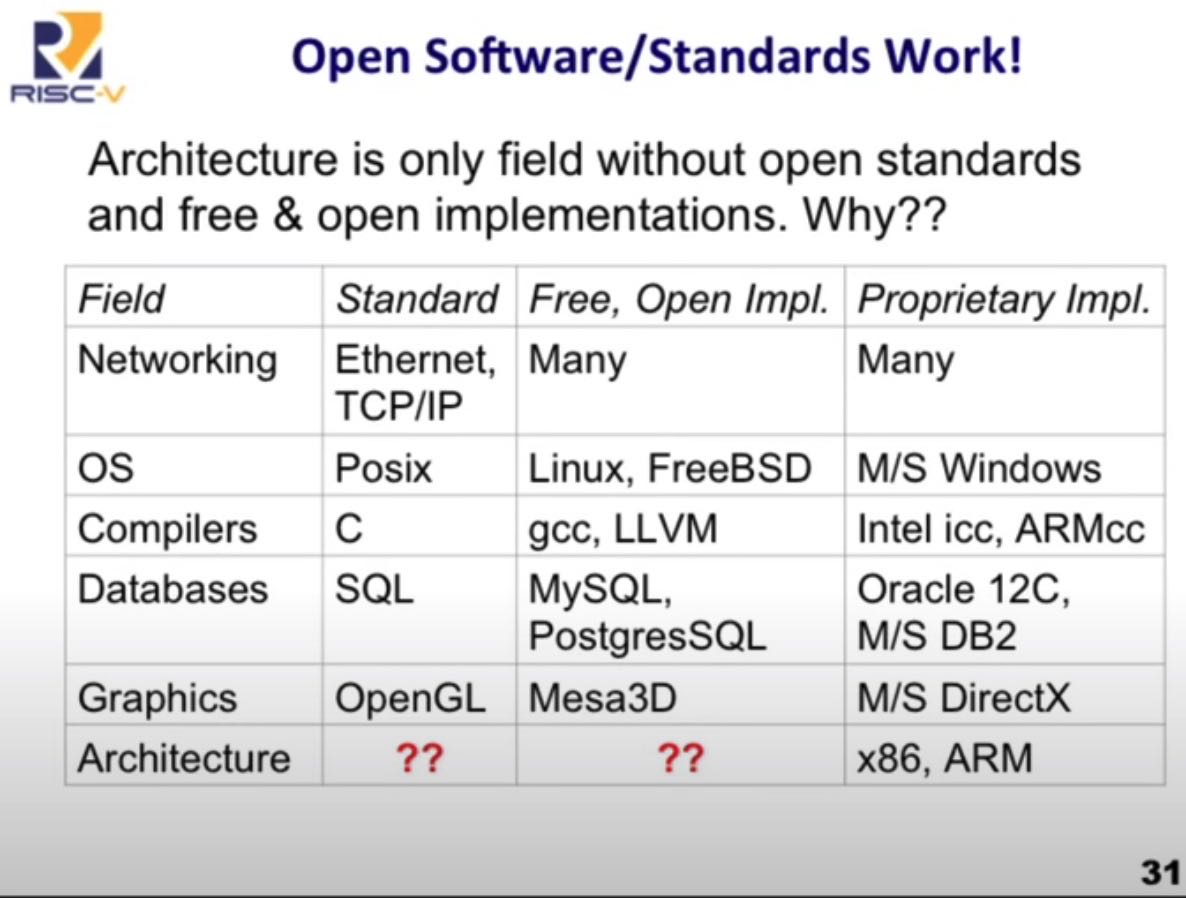 RISC-V
Open Software/Standards Work!
Architecture is only field without open standards
and free & open implementations. Why??
Field Standard Free, Open Impl. Proprietary Impl.
Networking Ethernet, Many Many
TCP/IP
OS Posix Linux, FreeBSD M/S Windows
Compilers C gcc, LLVM Intel icc, ARMcc
Databases SQL MySQL, Oracle 12C,
PostgresSQL M/S DB2
Graphics OpenGL Mesa3D M/S DirectX
Architecture ?? ?? x86, ARM
31